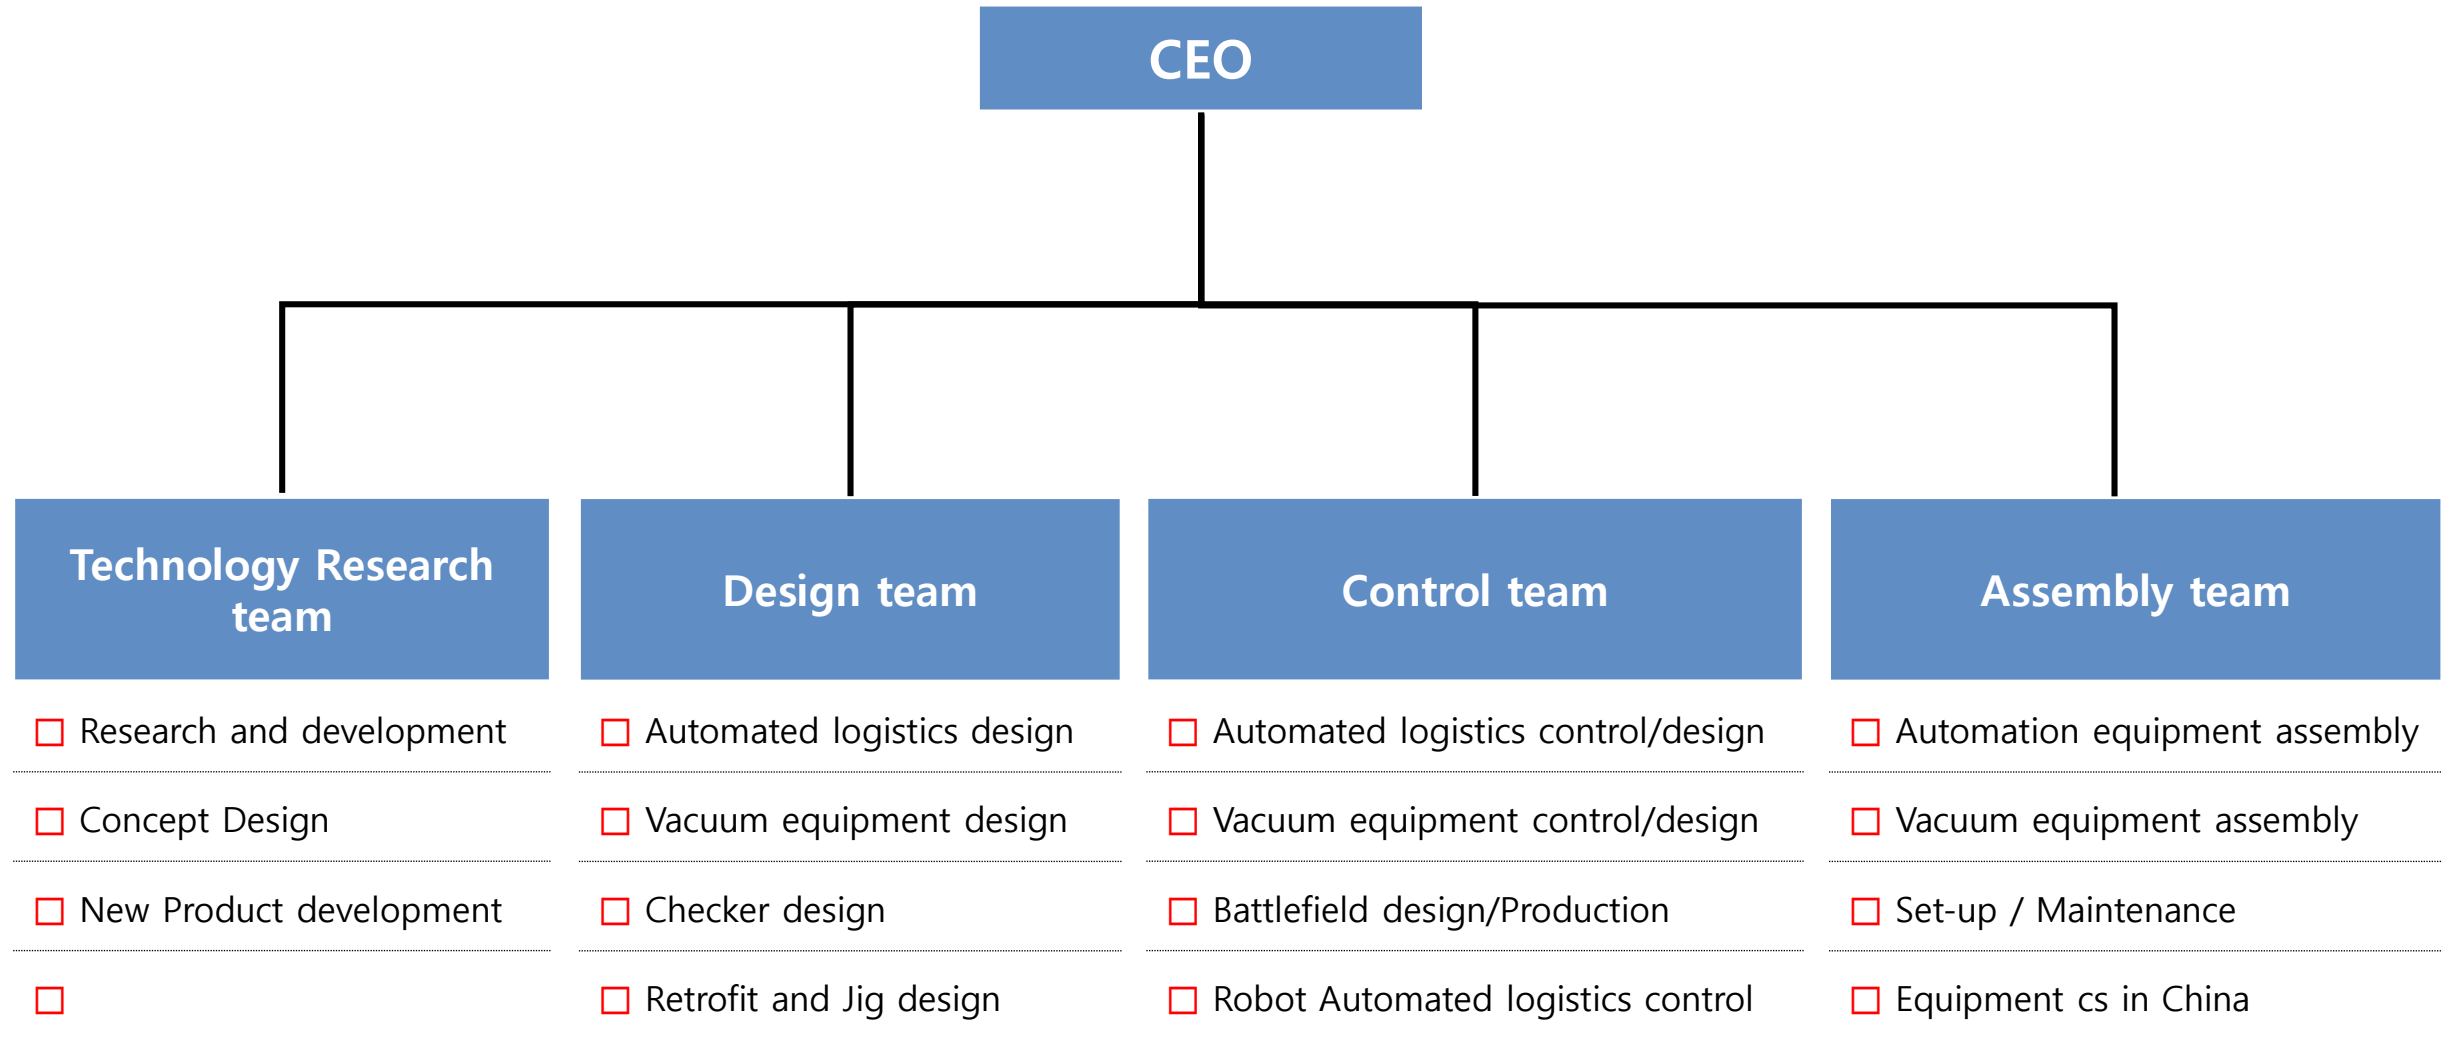 CEO
Technology Research
team
Design team
Control team
Assembly team
Research and development
Concept Design
New Product development
Automated logistics design
Vacuum equipment design
Checker design
Retrofit and Jig design
Automated logistics control/design
Vacuum equipment control/design
Battlefield design/Production
Robot Automated logistics control
Automation equipment assembly
Vacuum equipment assembly
Set-up / Maintenance
Equipment cs in China